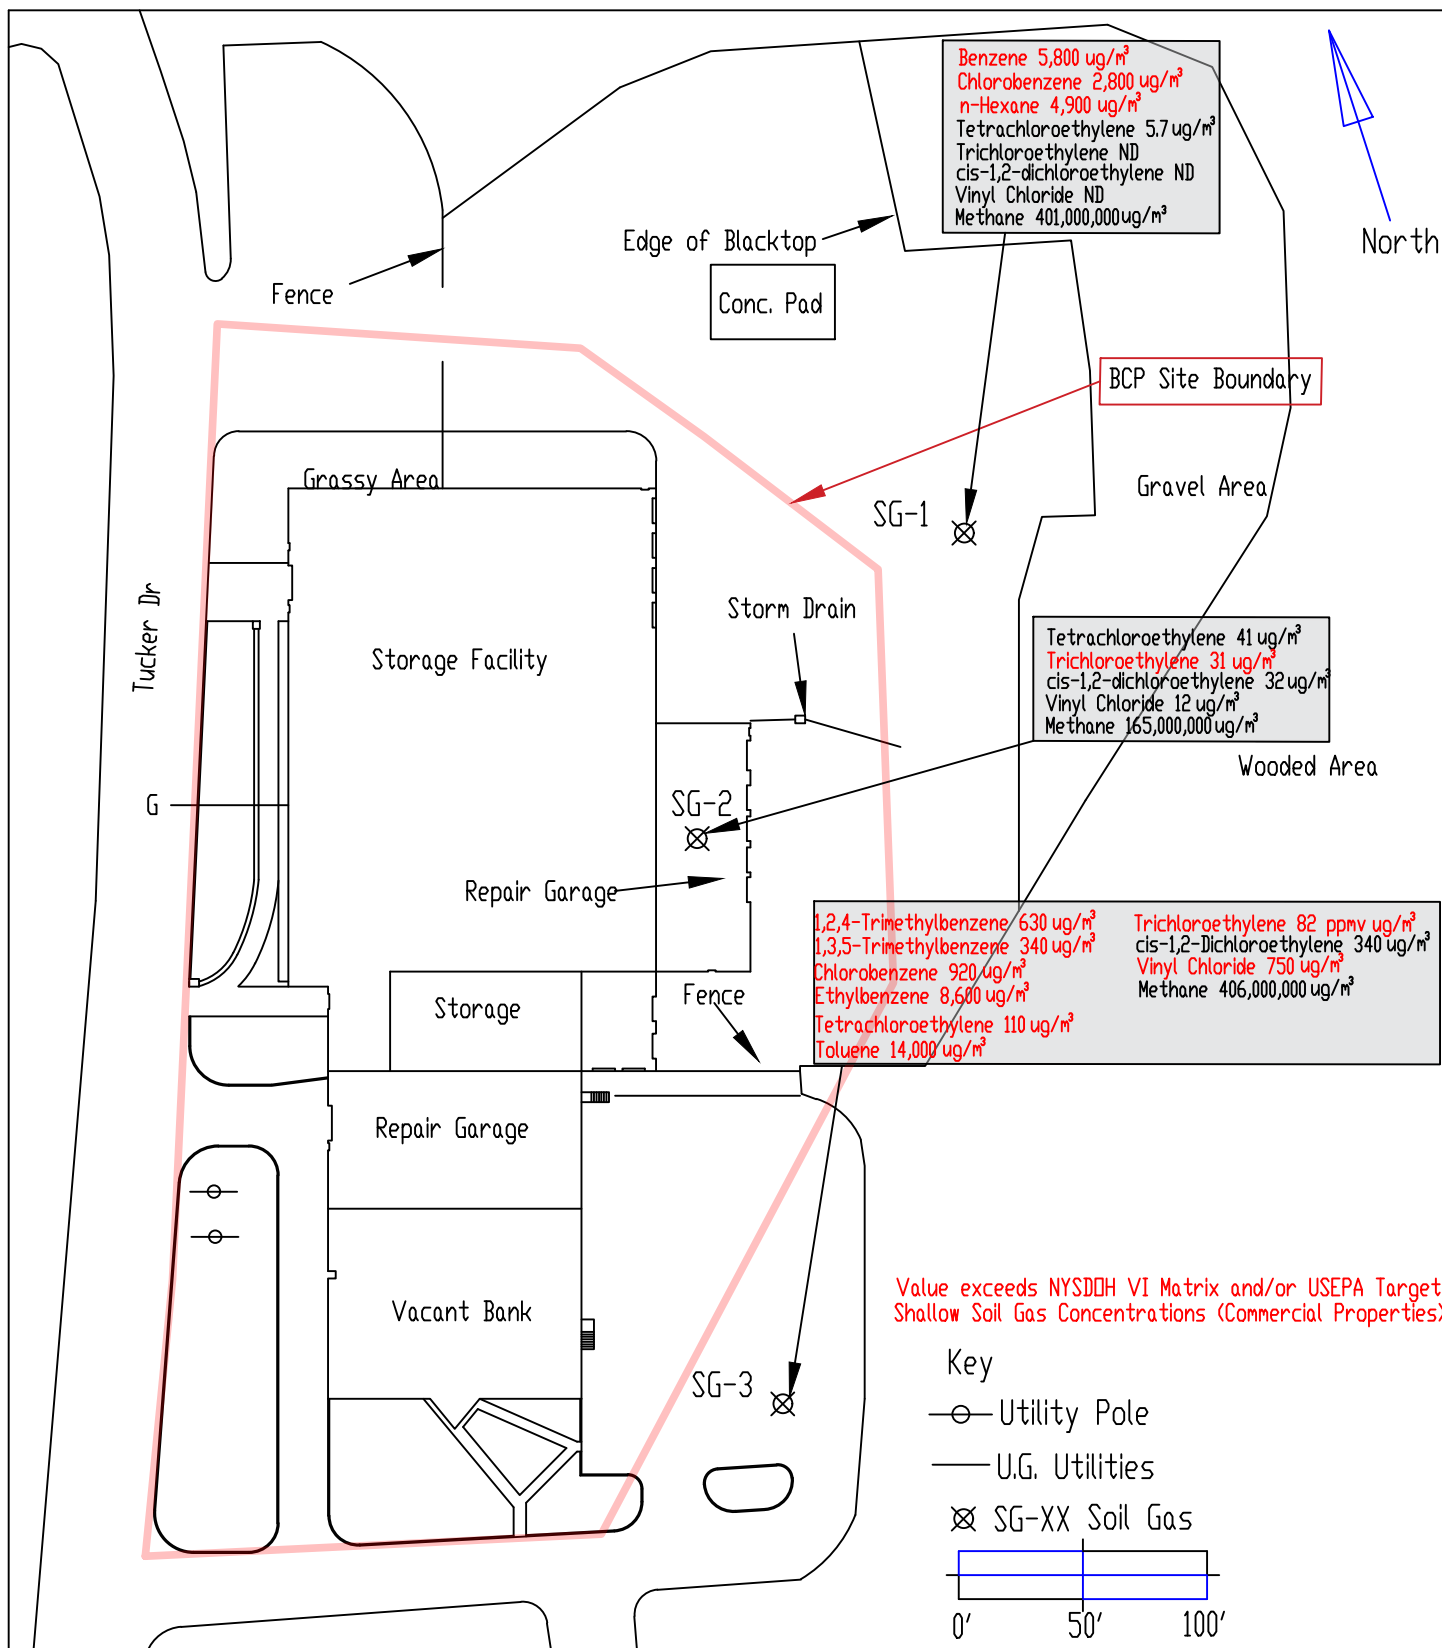 Benzene 5,800 ug/m³
Chlorobenzene 2,800 ug/m³
n-Hexane 4,900 ug/m³
Tetrachloroethylene 5.7 ug/m³
Trichloroethylene ND
cis-1,2-dichloroethylene ND
Vinyl Chloride ND
Methane 401,000,000 ug/m³
North
Edge of Blacktop
Conc. Pad
Fence
BCP Site Boundary
Grassy Area
Gravel Area
SG-1
Tucker Dr
Storm Drain
Storage Facility
Tetrachloroethylene 41 ug/m³
Trichloroethylene 31 ug/m³
cis-1,2-dichloroethylene 32 ug/m³
Vinyl Chloride 12 ug/m³
Methane 165,000,000 ug/m³
Wooded Area
G
SG-2
Repair Garage
1,2,4-Trimethylbenzene 630 ug/m³
1,3,5-Trimethylbenzene 340 ug/m³
Chlorobenzene 920 ug/m³
Ethylbenzene 8,600 ug/m³
Tetrachloroethylene 110 ug/m³
Toluene 14,000 ug/m³
Trichloroethylene 82 ppmv ug/m³
cis-1,2-Dichloroethylene 340 ug/m³
Vinyl Chloride 750 ug/m³
Methane 406,000,000 ug/m³
Storage
Fence
Repair Garage
Vacant Bank
SG-3
Value exceeds NYSDOH VI Matrix and/or USEPA Target
Shallow Soil Gas Concentrations (Commercial Properties)
Key
Utility Pole
U.G. Utilities
SG-XX Soil Gas
0' 50' 100'